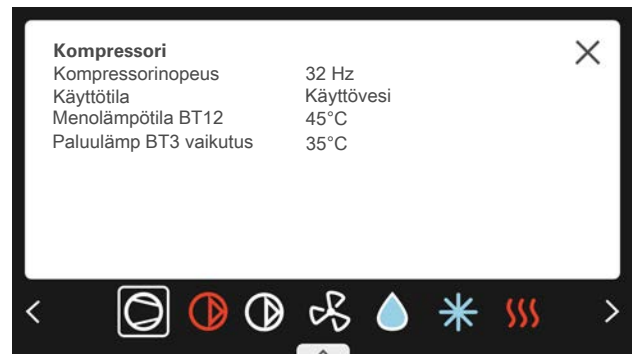 Kompressori
Kompressorinopeus 32 Hz
Käyttötila Käyttövesi
Menolämpötila BT12 45°C
Paluulämp BT3 vaikutus 35°C